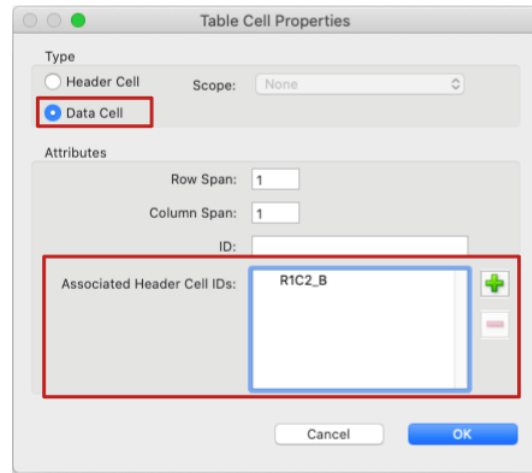 Table Cell Properties
Type
Header Cell Scope: None
Data Cell
Attributes
Row Span: 1
Column Span: 1
ID:
Associated Header Cell IDs: R1C2_B
Cancel OK